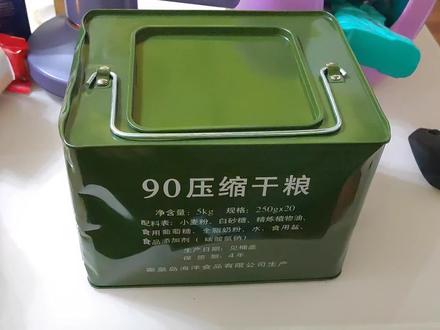 90压缩干粮
净含量：5kg 规格：250gx20
配料表：小麦粉、白砂糖、精炼植物油、
食用葡萄糖、全脂奶粉、水、食用盐、
食品添加剂（碳酸氢钠）
生产日期：见桶盖
保质期：4年
秦皇岛海洋食品有限公司生产